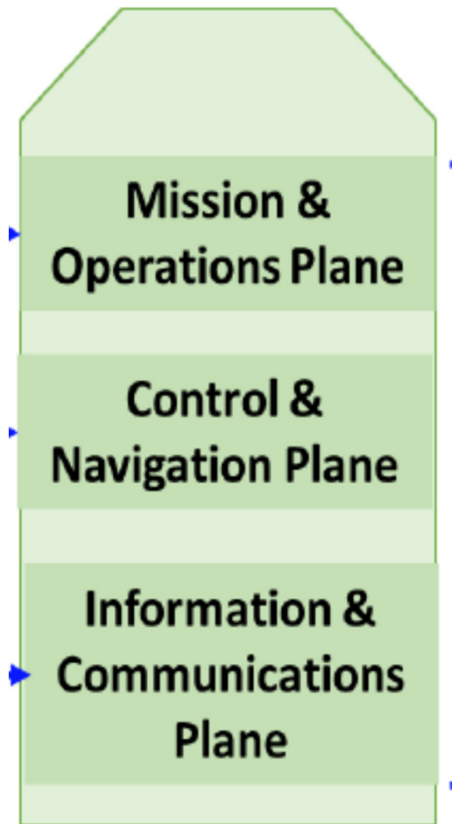 Mission &
Operations Plane
Control &
Navigation Plane
Information &
Communications
Plane